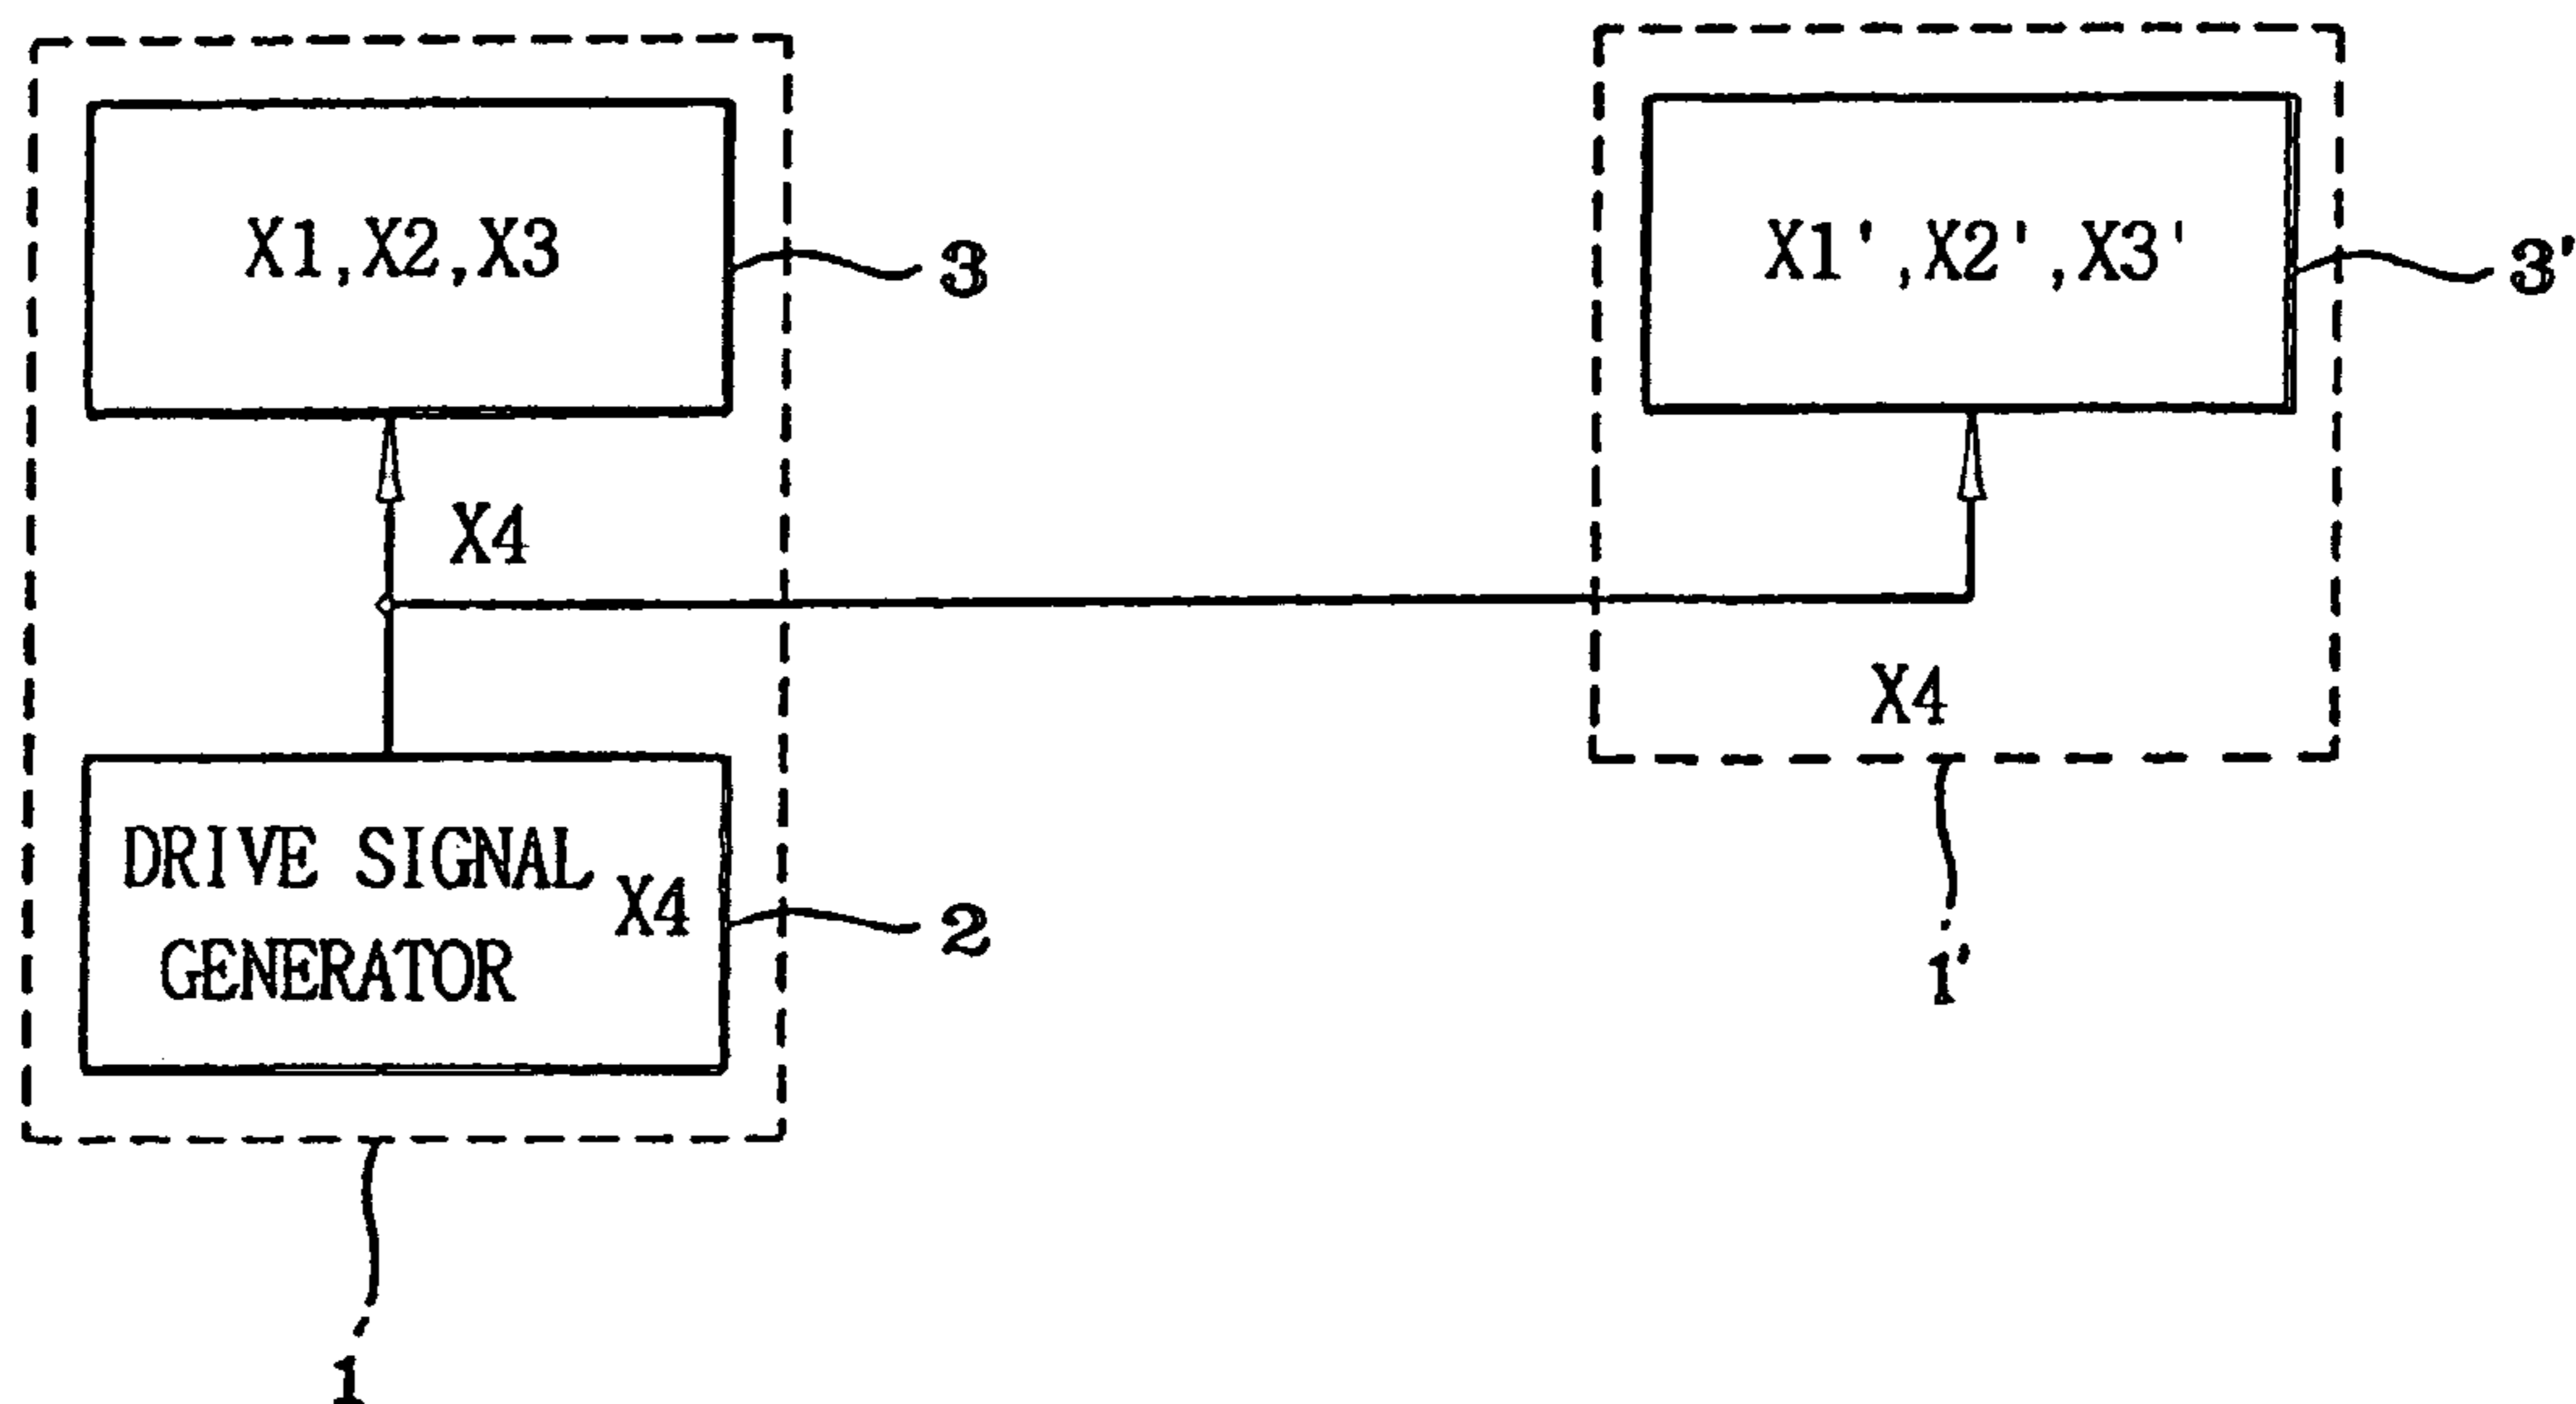 X1,X2,X3
3
X1',X2',X3'
3'
X4
X4
DRIVE SIGNAL
GENERATOR
X4
2
1'
1